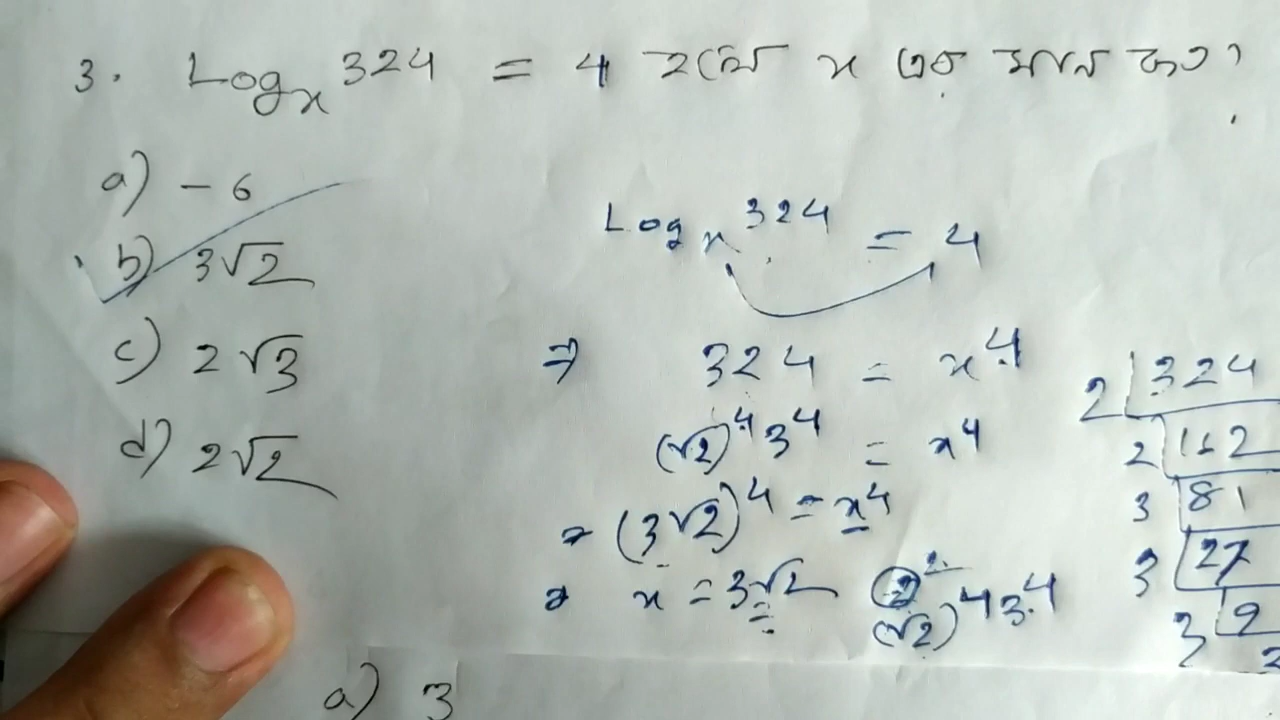 3. Logₓ 324 = 4 হলে x এর মান কত?
a) - 6
b) 3√2
c) 2√3
d) 2√2
Logₓ 324 = 4
⇒ 324 = x⁴
(√2)⁴ 3⁴ = x⁴
⇒ (3√2)⁴ = x⁴
⇒ x = 3√2
(√2)⁴ 3⁴
2 | 324
2 | 162
3 | 81
3 | 27
3 | 9
a) 3